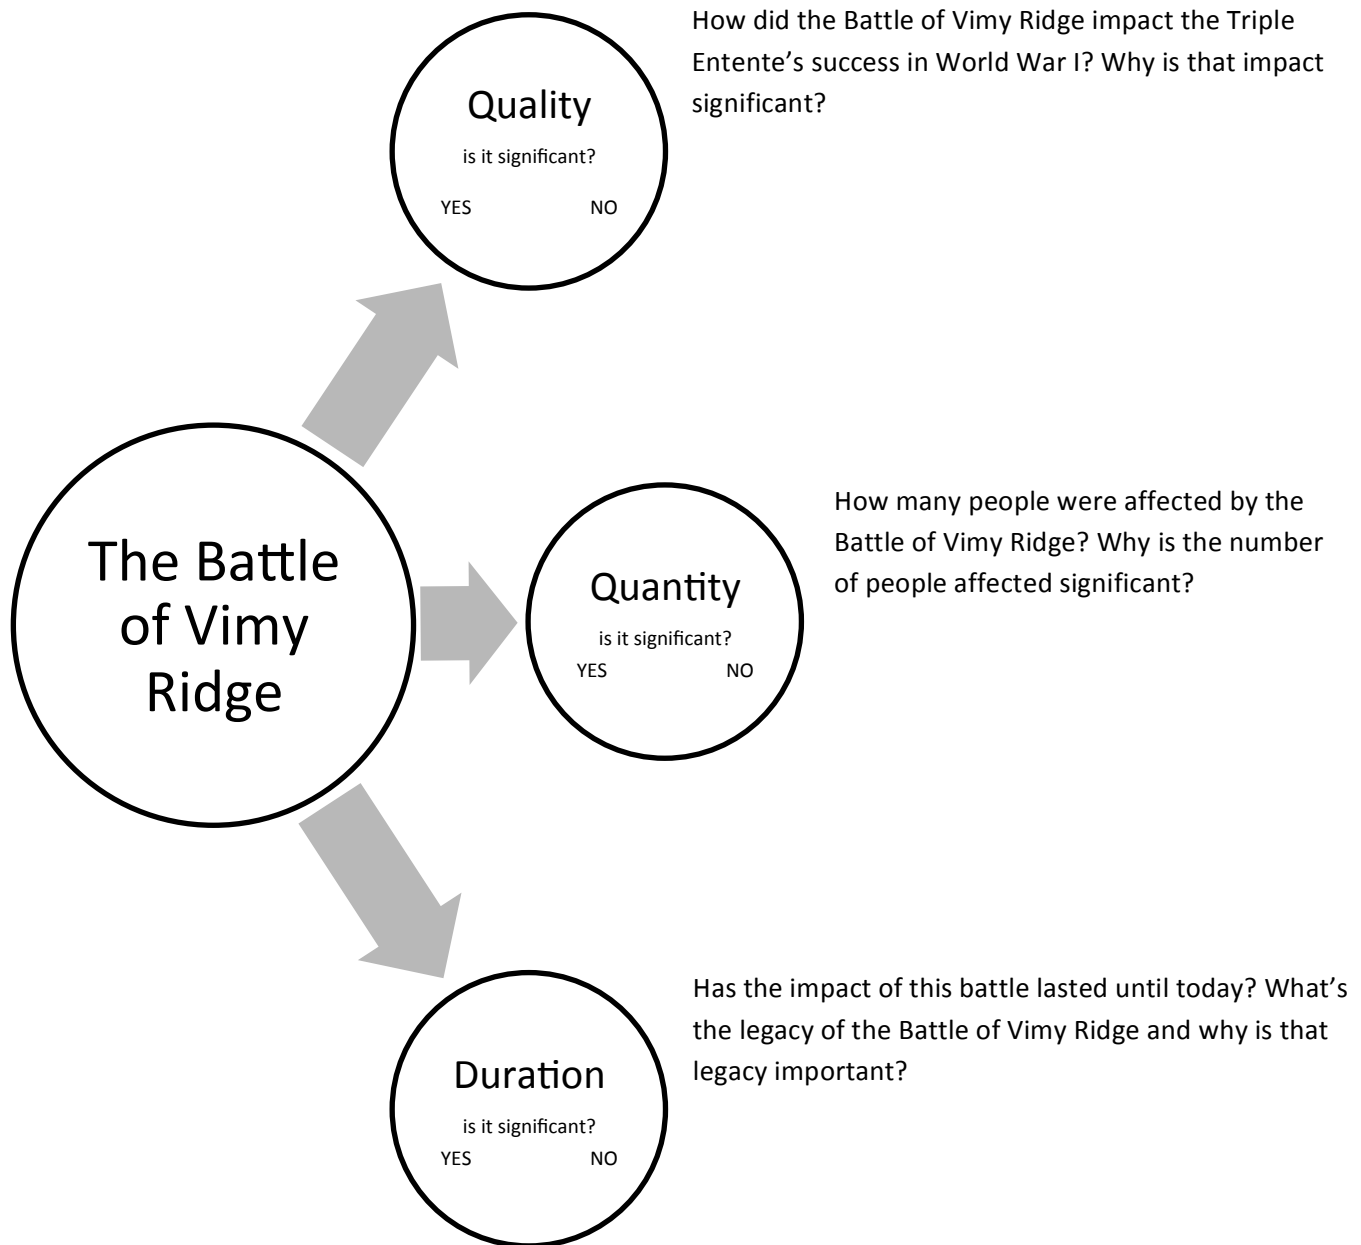 How did the Battle of Vimy Ridge impact the Triple
Entente’s success in World War I? Why is that impact
significant?
Quality
is it significant?
YES NO
The Battle
of Vimy
Ridge
How many people were affected by the
Battle of Vimy Ridge? Why is the number
of people affected significant?
Quantity
is it significant?
YES NO
Has the impact of this battle lasted until today? What’s
the legacy of the Battle of Vimy Ridge and why is that
legacy important?
Duration
is it significant?
YES NO